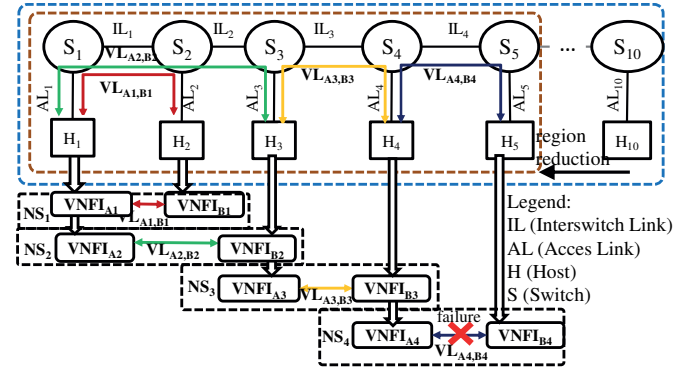 IL1 IL2 IL3 IL4
S1 S2 S3 S4 S5 ... S10
VLA2,B2
VLA1,B1 VLA3,B3 VLA4,B4
AL1 AL2 AL3 AL4 AL5 AL10
H1 H2 H3 H4 H5 H10
region
reduction
NS1 VNFIA1 VNFIB1
VLA1,B1
NS2 VNFIA2 VLA2,B2 VNFIB2
NS3 VNFIA3 VLA3,B3 VNFIB3
failure
NS4 VNFIA4 VNFIB4
VLA4,B4
Legend:
IL (Interswitch Link)
AL (Acces Link)
H (Host)
S (Switch)